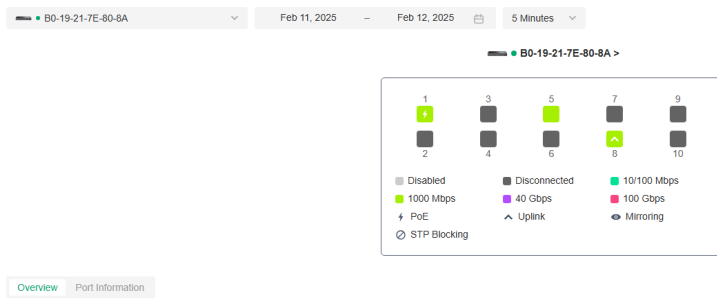 B0-19-21-7E-80-8A Feb 11, 2025 – Feb 12, 2025 5 Minutes
B0-19-21-7E-80-8A >
1 3 5 7 9
2 4 6 8 10
Disabled Disconnected 10/100 Mbps
1000 Mbps 40 Gbps 100 Gbps
PoE Uplink Mirroring
STP Blocking
Overview Port Information